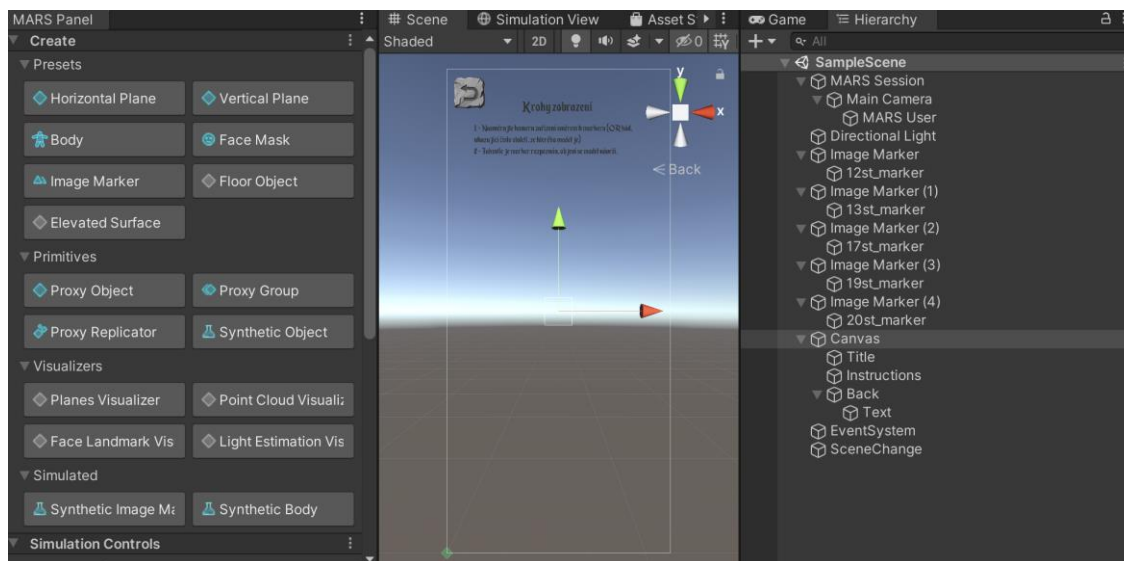 MARS Panel
Create
Presets
Horizontal Plane
Vertical Plane
Body
Face Mask
Image Marker
Floor Object
Elevated Surface
Primitives
Proxy Object
Proxy Group
Proxy Replicator
Synthetic Object
Visualizers
Planes Visualizer
Point Cloud Visualiz
Face Landmark Vis
Light Estimation Vis
Simulated
Synthetic Image Ma
Synthetic Body
Simulation Controls
Scene
Simulation View
Asset S
Shaded
2D
0
Kroky zobrazení
y
x
Back
Game
Hierarchy
All
SampleScene
MARS Session
Main Camera
MARS User
Directional Light
Image Marker
12st_marker
Image Marker (1)
13st_marker
Image Marker (2)
17st_marker
Image Marker (3)
19st_marker
Image Marker (4)
20st_marker
Canvas
Title
Instructions
Back
Text
EventSystem
SceneChange